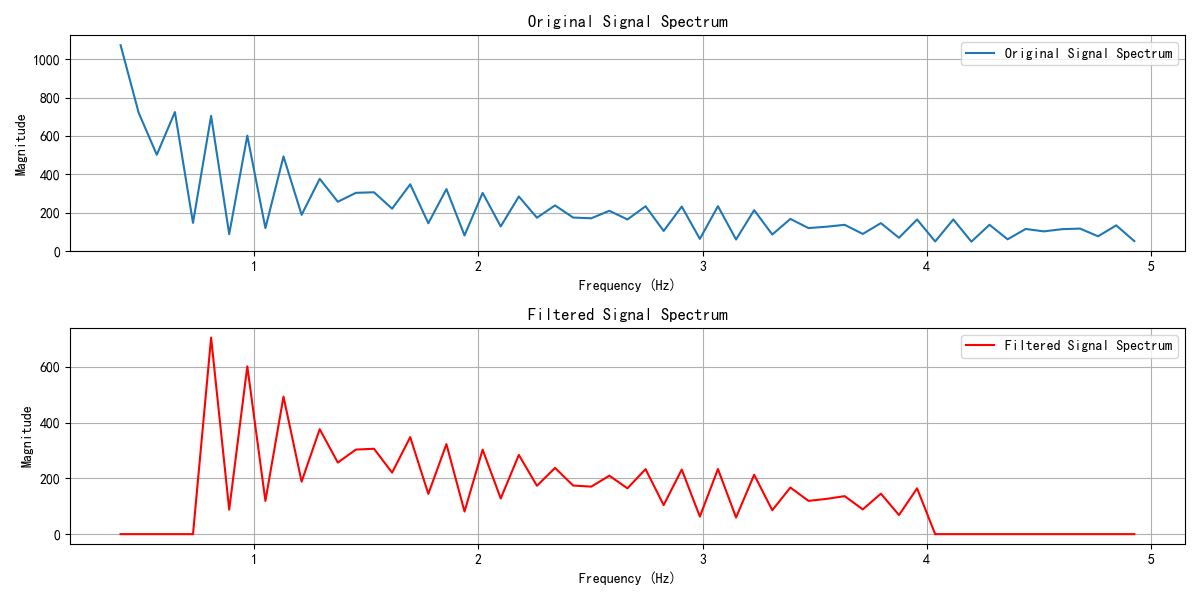 Original Signal Spectrum
Original Signal Spectrum
Magnitude
1000
800
600
400
200
0
1
2
3
4
5
Frequency (Hz)
Filtered Signal Spectrum
Filtered Signal Spectrum
Magnitude
600
400
200
0
1
2
3
4
5
Frequency (Hz)